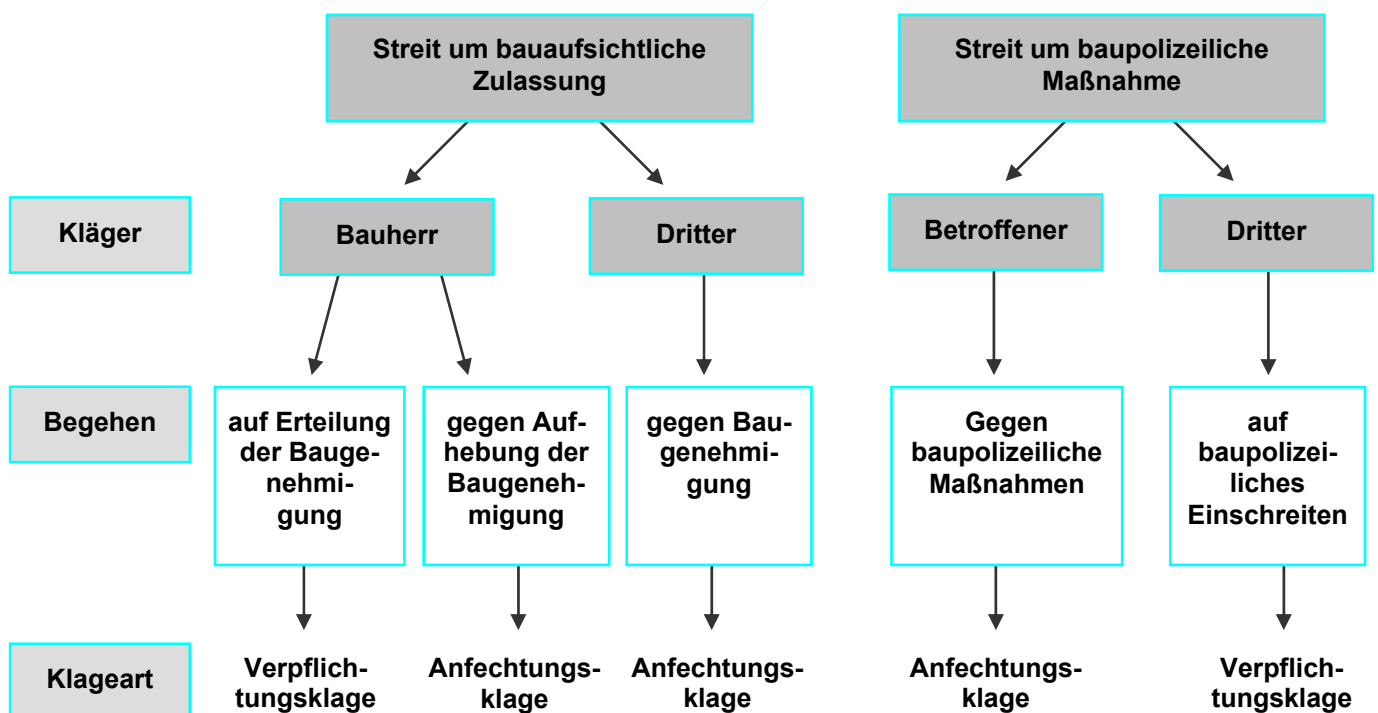 Streit um bauaufsichtliche
Zulassung
Streit um baupolizeiliche
Maßnahme
Kläger
Bauherr
Dritter
Betroffener
Dritter
Begehen
auf Erteilung
der Bauge-
nehmi-
gung
gegen Auf-
hebung der
Baugeneh-
migung
gegen Bau-
genehmi-
gung
Gegen
baupolizeiliche
Maßnahmen
auf
baupolizei-
liches
Einschreiten
Klageart
Verpflich-
tungsklage
Anfechtungs-
klage
Anfechtungs-
klage
Anfechtungs-
klage
Verpflich-
tungsklage